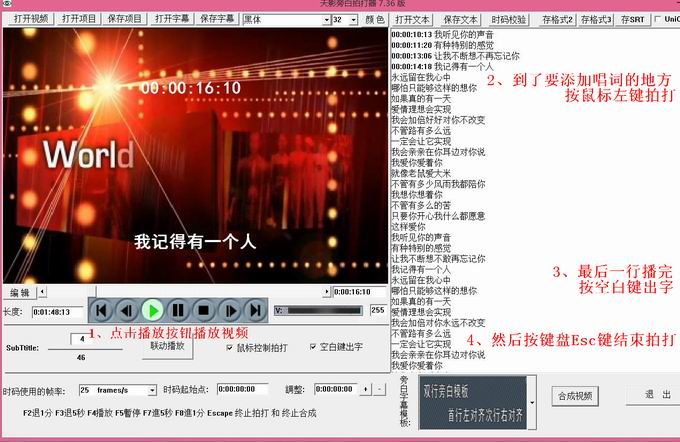 天影旁白拍打器 7.36 版
打开视频 打开项目 保存项目 打开字幕 保存字幕 黑体 32 颜 色 打开文本 保存文本 时码校验 存格式2 存格式3 存SRT UniC
00:00:16:10
World
我记得有一个人
00:00:10:13 我听见你的声音
00:00:11:20 有种特别的感觉
00:00:13:06 让我不断想不再忘记你
00:00:14:18 我记得有一个人
永远留在我心中
哪怕只能够这样的想你
如果真的有一天
爱情理想会实现
我会加倍好好对你不改变
不管路有多么远
一定会让它实现
我会亲亲在你耳边对你说
我爱你爱着你
就像老鼠爱大米
不管有多少风雨我都陪你
我想你想着你
不管有多么的苦
只要你开心我什么都愿意
这样爱你
我听见你的声音
有种特别的感觉
让我不断想不敢再忘记你
我记得有一个人
永远留在我心中
哪怕只能够这样的想你
如果真的有一天
爱情理想会实现
我会加倍对你永远不改变
不管路有多么远
一定会让它实现
我会亲亲在你耳边对你说
我爱你爱着你
2、到了要添加唱词的地方
按鼠标左键拍打
3、最后一行播完
按空白键出字
4、然后按键盘Esc键结束拍打
编 辑 00:00:16:10
长度: 0:01:48:13 V: 255
1、点击播放按钮播放视频
SubTtitle: 4
46
联动播放 鼠标控制拍打 空白鍵出字
时码使用的帧率: 25 frames/s 时码起始点: 0:00:00:00 調整: 0:00:00:00 + -
F2退1分 F3退5秒 F4播放 F5暫停 F7進5秒 F8進1分 Escape 终止拍打 和 终止合成
旁白字幕模板:
双行旁白模板
首行左对齐次行右对齐
合成视频 退 出